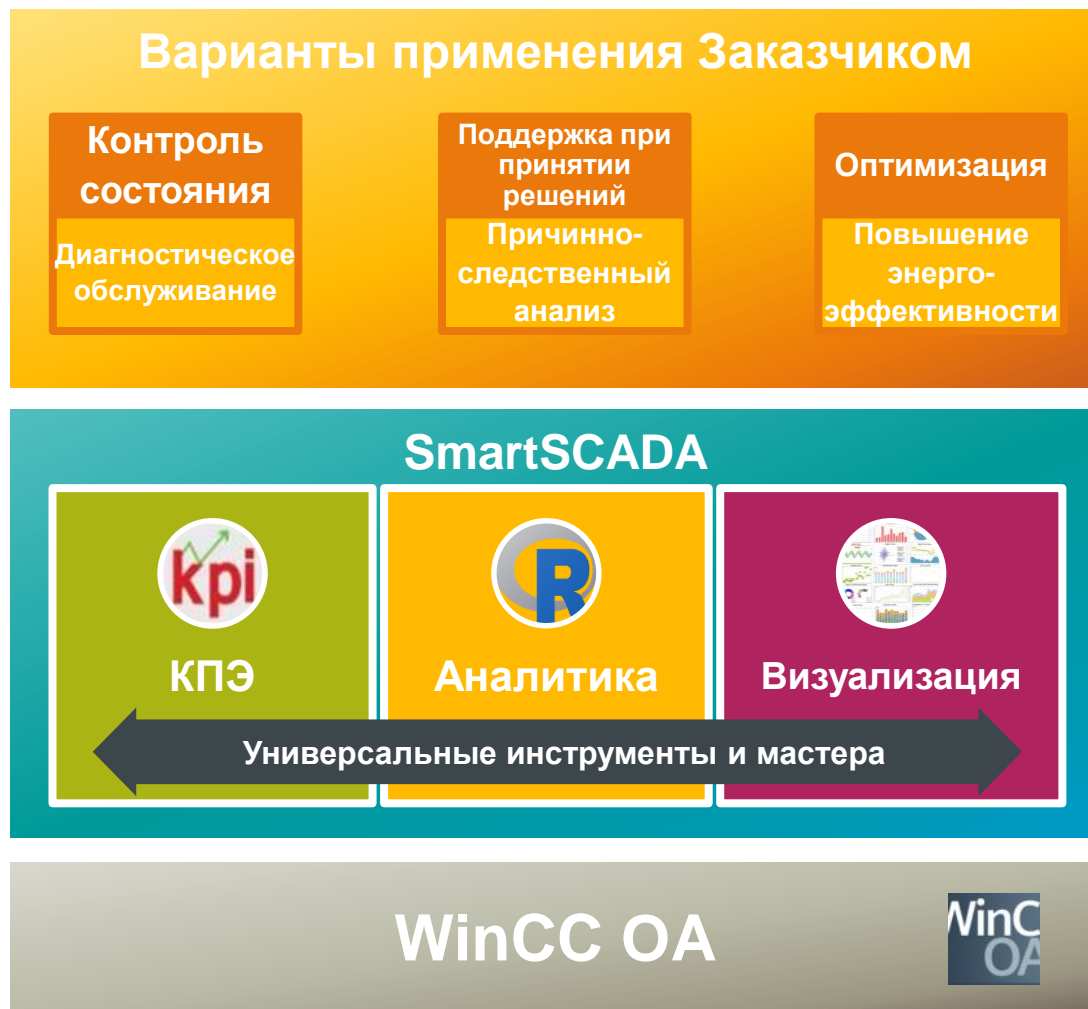 Варианты применения Заказчиком
Контроль
состояния
Диагностическое
обслуживание
Поддержка при
принятии
решений
Причинно-
следственный
анализ
Оптимизация
Повышение
энерго-
эффективности
SmartSCADA
kpi
КПЭ
R
Аналитика
Визуализация
Универсальные инструменты и мастера
WinCC OA
WinC
OA